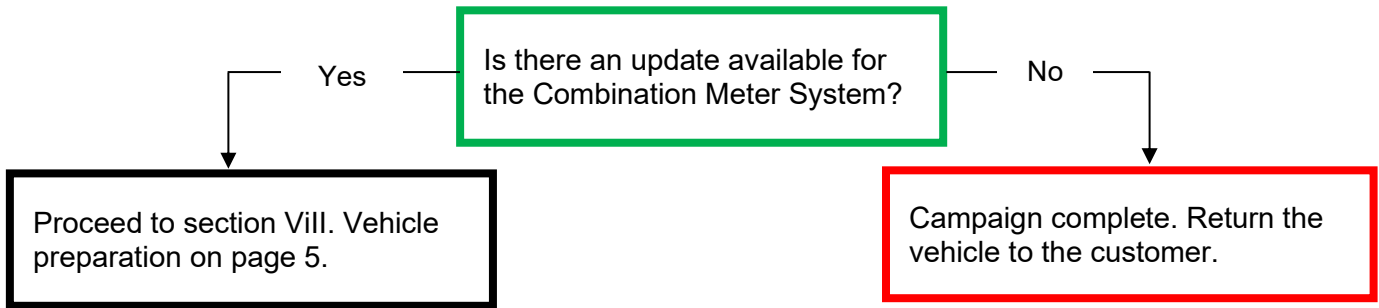 Is there an update available for
the Combination Meter System?
Yes
No
Proceed to section ViII. Vehicle
preparation on page 5.
Campaign complete. Return the
vehicle to the customer.